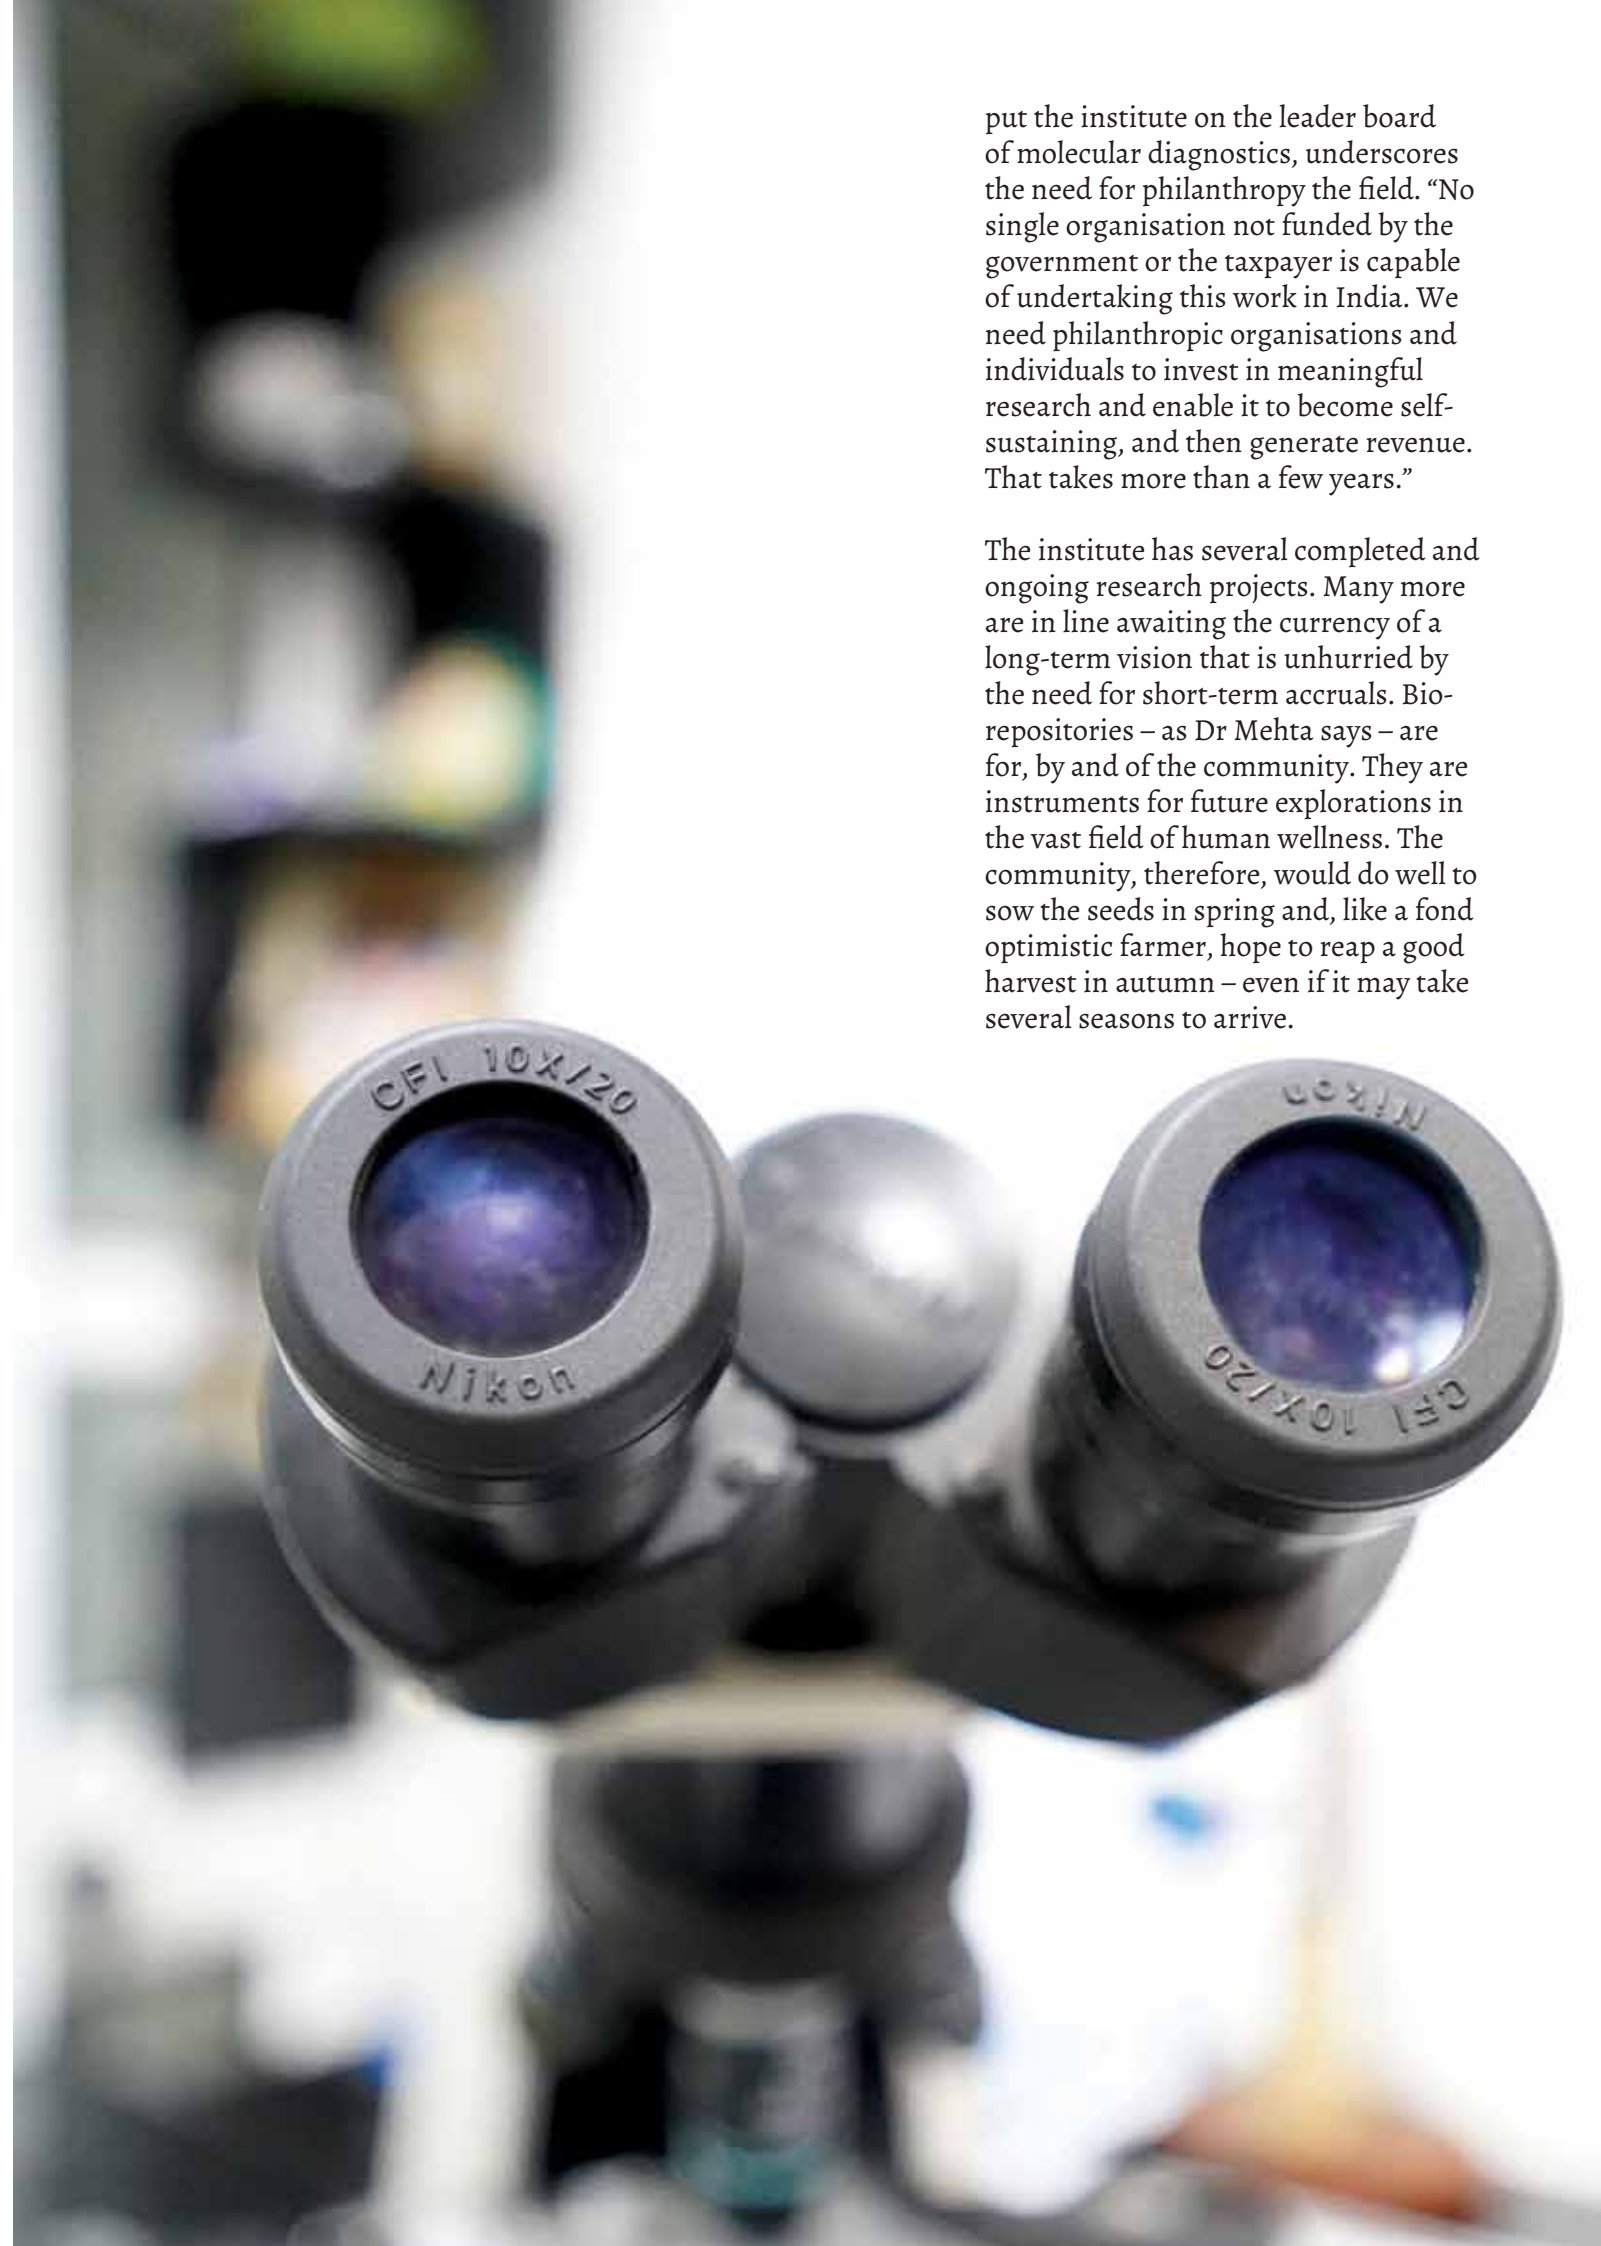 put the institute on the leader board
of molecular diagnostics, underscores
the need for philanthropy the field. “No
single organisation not funded by the
government or the taxpayer is capable
of undertaking this work in India. We
need philanthropic organisations and
individuals to invest in meaningful
research and enable it to become self-
sustaining, and then generate revenue.
That takes more than a few years.”
The institute has several completed and
ongoing research projects. Many more
are in line awaiting the currency of a
long-term vision that is unhurried by
the need for short-term accruals. Bio-
repositories – as Dr Mehta says – are
for, by and of the community. They are
instruments for future explorations in
the vast field of human wellness. The
community, therefore, would do well to
sow the seeds in spring and, like a fond
optimistic farmer, hope to reap a good
harvest in autumn – even if it may take
several seasons to arrive.
CFI 10X/20
Nikon
Nikon
CFI 10X/20